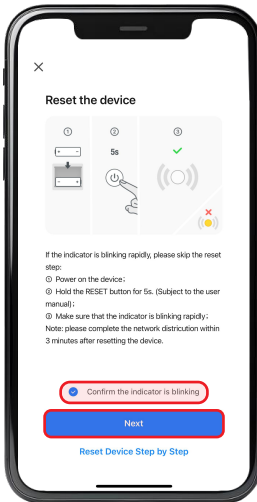 Reset the device
① ② ③
5s
If the indicator is blinking rapidly, please skip the reset
step:
① Power on the device;
② Hold the RESET button for 5s. (Subject to the user
manual);
③ Make sure that the indicator is blinking rapidly;
Note: please complete the network districution within
3 minutes after resetting the device.
Confirm the indicator is blinking
Next
Reset Device Step by Step